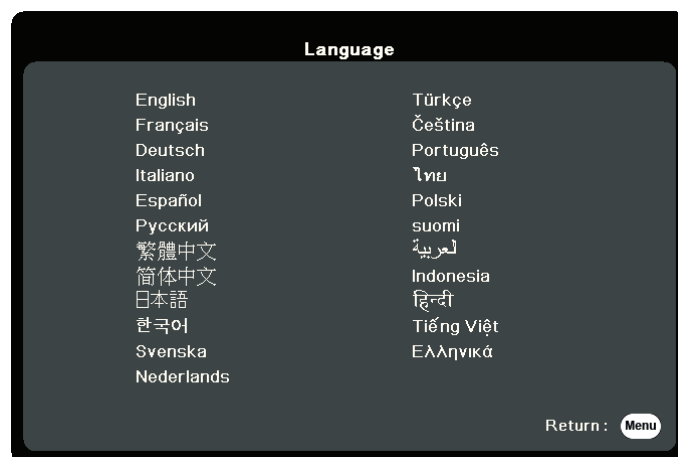 Language
English
Français
Deutsch
Italiano
Español
Русский
繁體中文
简体中文
日本語
한국어
Svenska
Nederlands
Türkçe
Čeština
Português
ไทย
Polski
suomi
العربية
Indonesia
हिन्दी
Tiếng Việt
Ελληνικά
Return : Menu